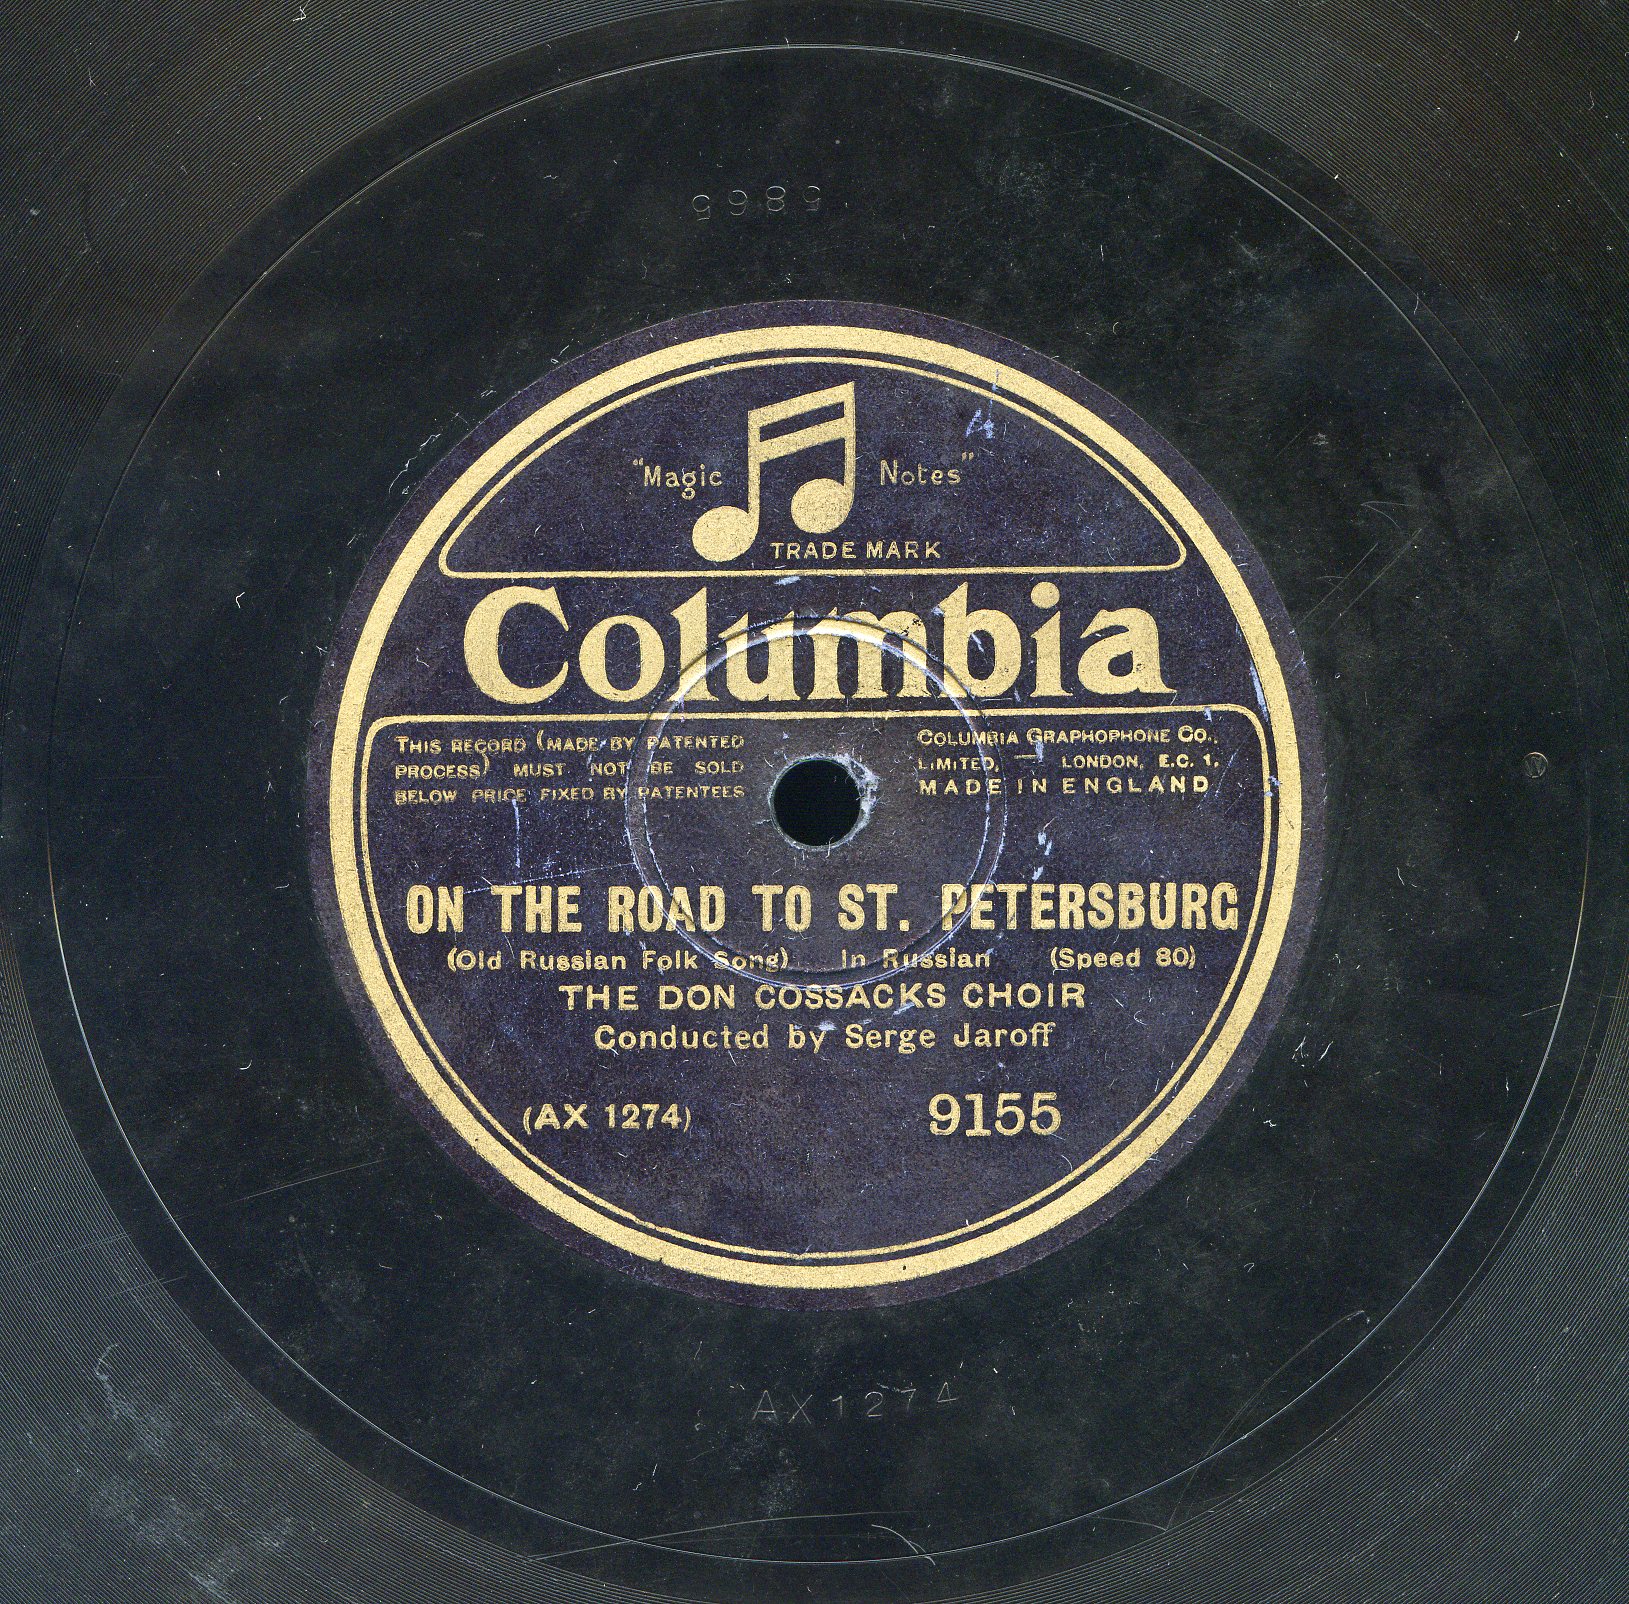 "Magic Notes"
TRADE MARK
Columbia
THIS RECORD (MADE BY PATENTED
PROCESS) MUST NOT BE SOLD
BELOW PRICE FIXED BY PATENTEES
COLUMBIA GRAPHOPHONE CO.,
LIMITED, — LONDON, E.C. 1.
MADE IN ENGLAND
W
ON THE ROAD TO ST. PETERSBURG
(Old Russian Folk Song) In Russian (Speed 80)
THE DON COSSACKS CHOIR
Conducted by Serge Jaroff
(AX 1274) 9155
AX1274